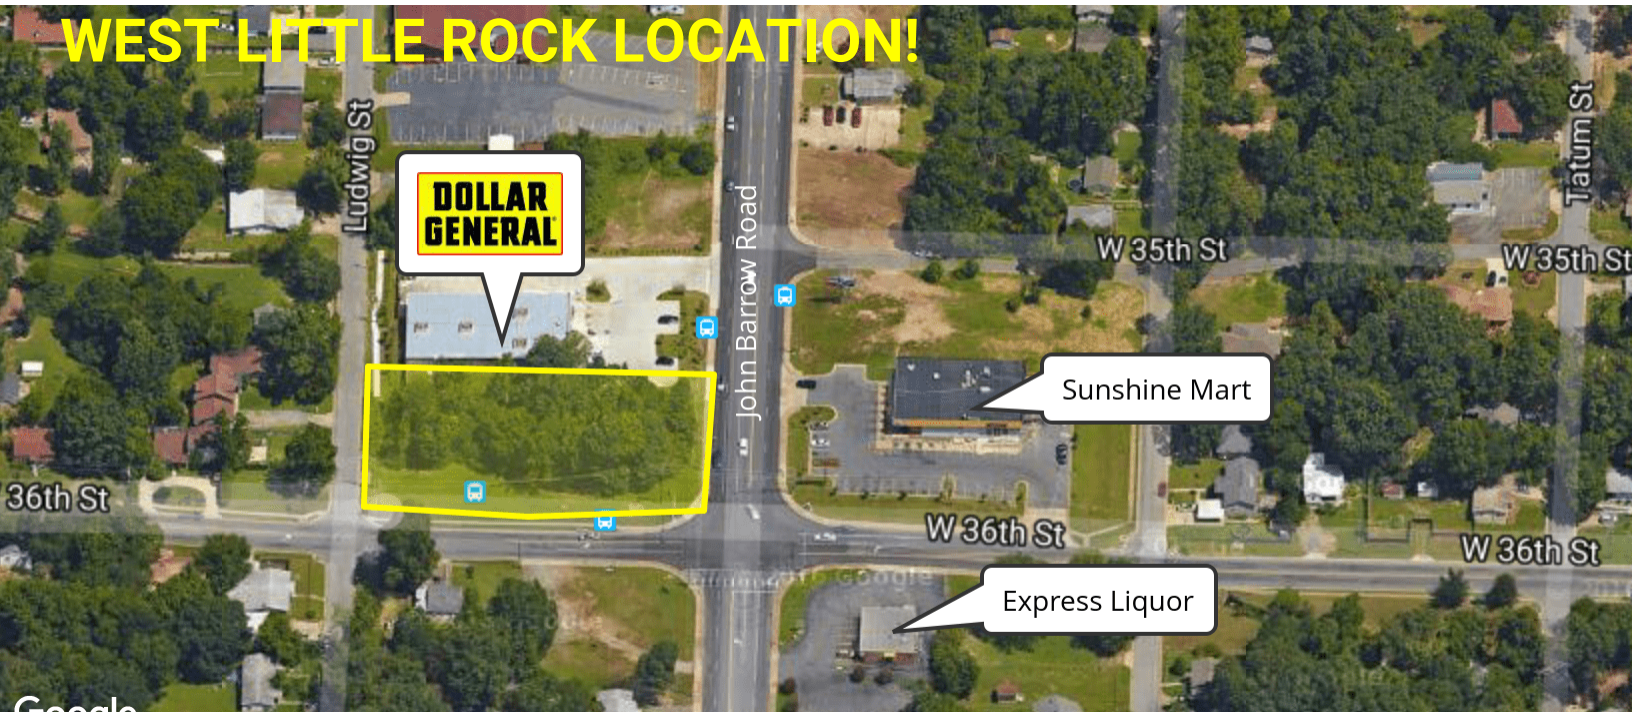 WEST LITTLE ROCK LOCATION!
Ludwig St
Tatum St
DOLLAR
GENERAL
John Barrow Road
W 35th St
W 35th St
Sunshine Mart
36th St
W 36th St
W 36th St
Google
Express Liquor
Google